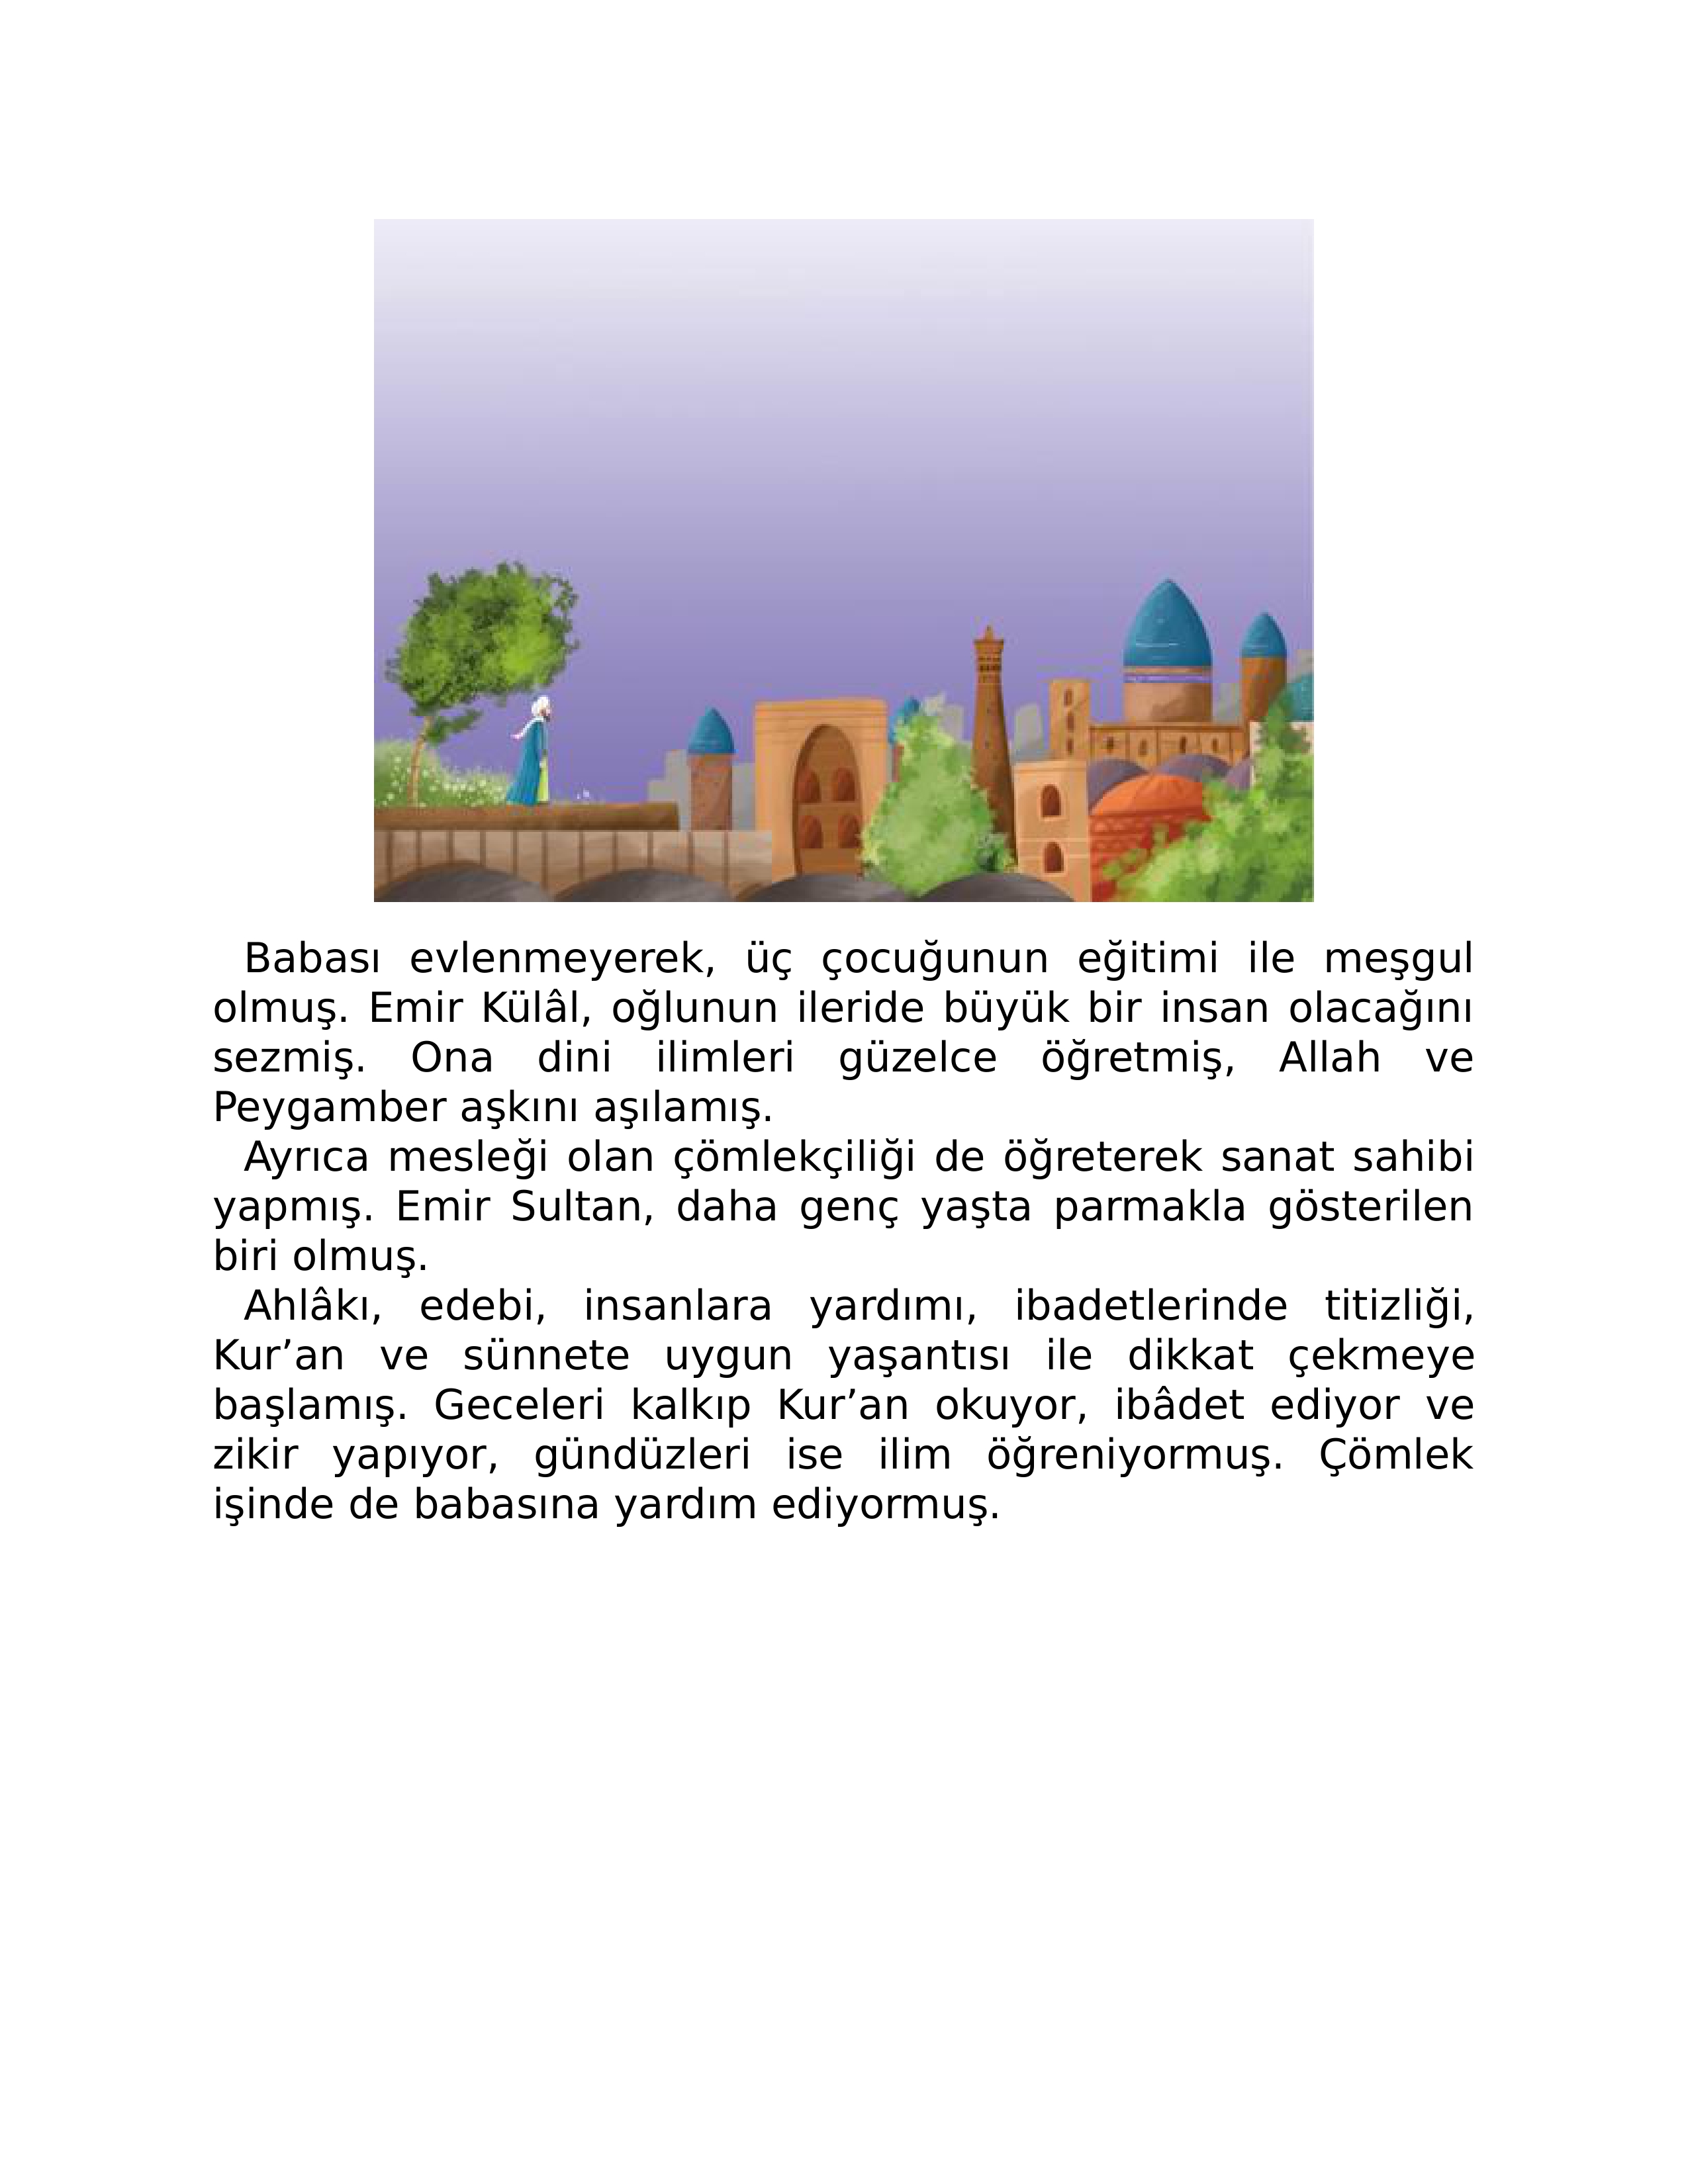 Babası evlenmeyerek, üç çocuğunun eğitimi ile meşgul
olmuş. Emir Külâl, oğlunun ileride büyük bir insan olacağını
sezmiş. Ona dini ilimleri güzelce öğretmiş, Allah ve
Peygamber aşkını aşılamış.
Ayrıca mesleği olan çömlekçiliği de öğreterek sanat sahibi
yapmış. Emir Sultan, daha genç yaşta parmakla gösterilen
biri olmuş.
Ahlâkı, edebi, insanlara yardımı, ibadetlerinde titizliği,
Kur’an ve sünnete uygun yaşantısı ile dikkat çekmeye
başlamış. Geceleri kalkıp Kur’an okuyor, ibâdet ediyor ve
zikir yapıyor, gündüzleri ise ilim öğreniyormuş. Çömlek
işinde de babasına yardım ediyormuş.